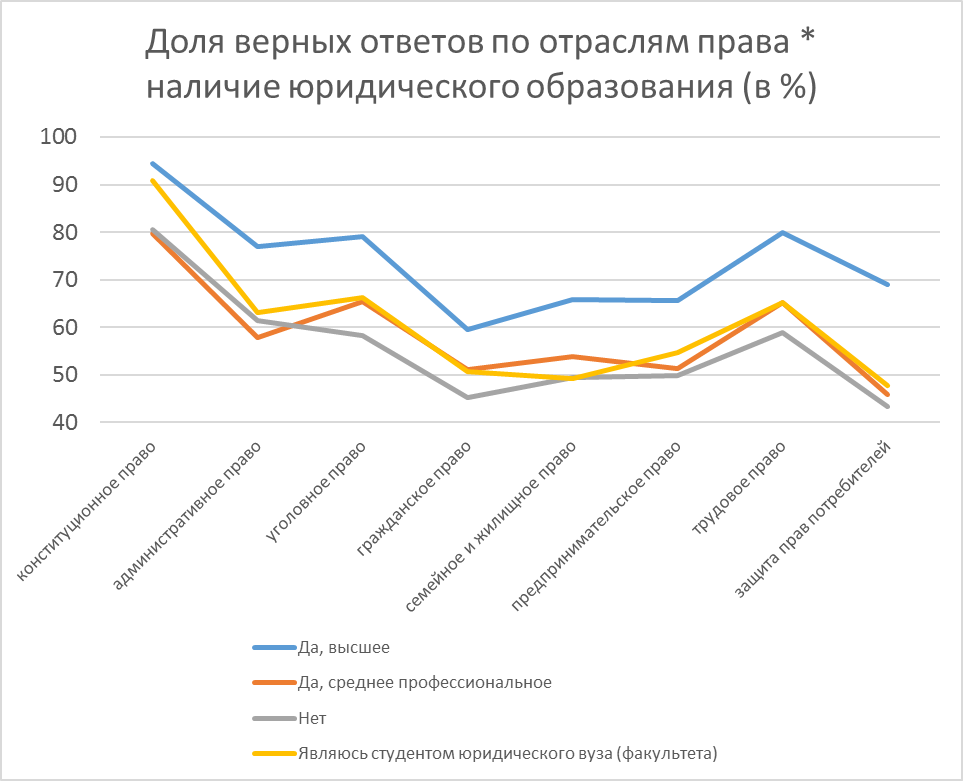 Доля верных ответов по отраслям права *
наличие юридического образования (в %)
100
90
80
70
60
50
40
конституционное право
административное право
уголовное право
гражданское право
семейное и жилищное право
предпринимательское право
трудовое право
защита прав потребителей
Да, высшее
Да, среднее профессиональное
Нет
Являюсь студентом юридического вуза (факультета)